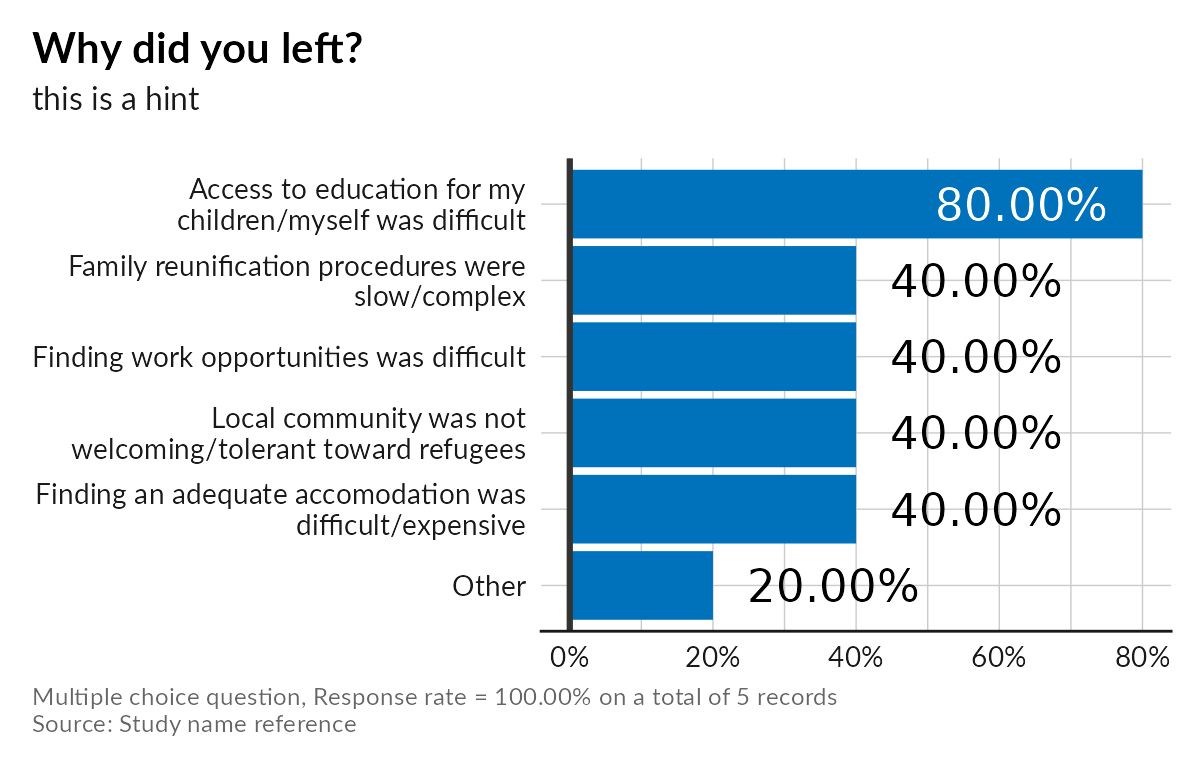 Why did you left?
this is a hint
Access to education for my
children/myself was difficult
80.00%
Family reunification procedures were
slow/complex
40.00%
Finding work opportunities was difficult
40.00%
Local community was not
welcoming/tolerant toward refugees
40.00%
Finding an adequate accomodation was
difficult/expensive
40.00%
Other
20.00%
0% 20% 40% 60% 80%
Multiple choice question, Response rate = 100.00% on a total of 5 records
Source: Study name reference